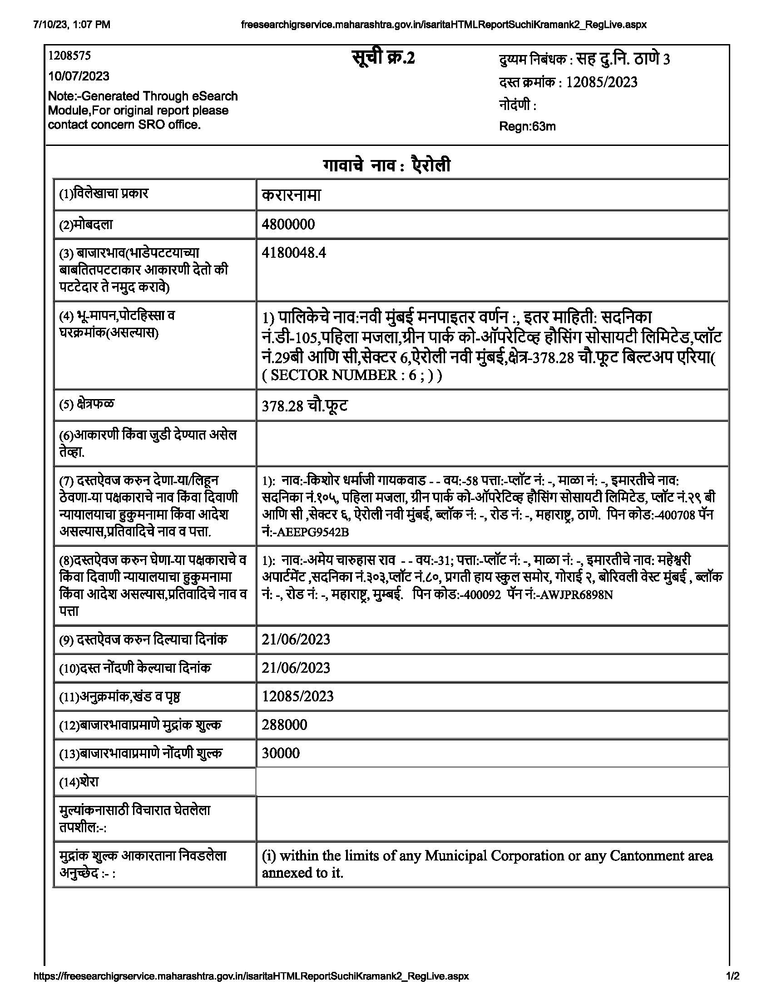 7/10/23, 1:07 PM
freesearchigrservice.maharashtra.gov.in/isaritaHTMLReportSuchiKramank2_RegLive.aspx
1208575
10/07/2023
Note:-Generated Through eSearch
Module,For original report please
contact concern SRO office.
सूची क्र.2
दुय्यम निबंधक : सह दु.नि. ठाणे 3
दस्त क्रमांक : 12085/2023
नोदंणी :
Regn:63m
गावाचे नाव : ऐरोली
(1)विलेखाचा प्रकार
करारनामा
(2)मोबदला
4800000
(3) बाजारभाव(भाडेपटटयाच्या
बाबतितपटटाकार आकारणी देतो की
पटटेदार ते नमुद करावे)
4180048.4
(4) भू-मापन,पोटहिस्सा व
घरक्रमांक(असल्यास)
1) पालिकेचे नाव:नवी मुंबई मनपाइतर वर्णन :, इतर माहिती: सदनिका
नं.डी-105,पहिला मजला,ग्रीन पार्क को-ऑपरेटिव्ह हौसिंग सोसायटी लिमिटेड,प्लॉट
नं.29बी आणि सी,सेक्टर 6,ऐरोली नवी मुंबई,क्षेत्र-378.28 चौ.फूट बिल्टअप एरिया(
( SECTOR NUMBER : 6 ; ) )
(5) क्षेत्रफळ
378.28 चौ.फूट
(6)आकारणी किंवा जुडी देण्यात असेल
तेव्हा.
(7) दस्तऐवज करुन देणा-या/लिहून
ठेवणा-या पक्षकाराचे नाव किंवा दिवाणी
न्यायालयाचा हुकुमनामा किंवा आदेश
असल्यास,प्रतिवादिचे नाव व पत्ता.
1):  नाव:-किशोर धर्माजी गायकवाड - - वय:-58 पत्ता:-प्लॉट नं: -, माळा नं: -, इमारतीचे नाव:
सदनिका नं.१०५, पहिला मजला, ग्रीन पार्क को-ऑपरेटिव्ह हौसिंग सोसायटी लिमिटेड, प्लॉट नं.२९ बी
आणि सी ,सेक्टर ६, ऐरोली नवी मुंबई, ब्लॉक नं: -, रोड नं: -, महाराष्ट्र, ठाणे.  पिन कोड:-400708 पॅन
नं:-AEEPG9542B
(8)दस्तऐवज करुन घेणा-या पक्षकाराचे व
किंवा दिवाणी न्यायालयाचा हुकुमनामा
किंवा आदेश असल्यास,प्रतिवादिचे नाव व
पत्ता
1):  नाव:-अमेय चारुहास राव  - - वय:-31; पत्ता:-प्लॉट नं: -, माळा नं: -, इमारतीचे नाव: महेश्वरी
अपार्टमेंट ,सदनिका नं.३०३,प्लॉट नं.८०, प्रगती हाय स्कुल समोर, गोराई २, बोरिवली वेस्ट मुंबई , ब्लॉक
नं: -, रोड नं: -, महाराष्ट्र, मुम्बई.   पिन कोड:-400092  पॅन नं:-AWJPR6898N
(9) दस्तऐवज करुन दिल्याचा दिनांक
21/06/2023
(10)दस्त नोंदणी केल्याचा दिनांक
21/06/2023
(11)अनुक्रमांक,खंड व पृष्ठ
12085/2023
(12)बाजारभावाप्रमाणे मुद्रांक शुल्क
288000
(13)बाजारभावाप्रमाणे नोंदणी शुल्क
30000
(14)शेरा
मुल्यांकनासाठी विचारात घेतलेला
तपशील:-:
मुद्रांक शुल्क आकारताना निवडलेला
अनुच्छेद :- :
(i) within the limits of any Municipal Corporation or any Cantonment area
annexed to it.
https://freesearchigrservice.maharashtra.gov.in/isaritaHTMLReportSuchiKramank2_RegLive.aspx
1/2